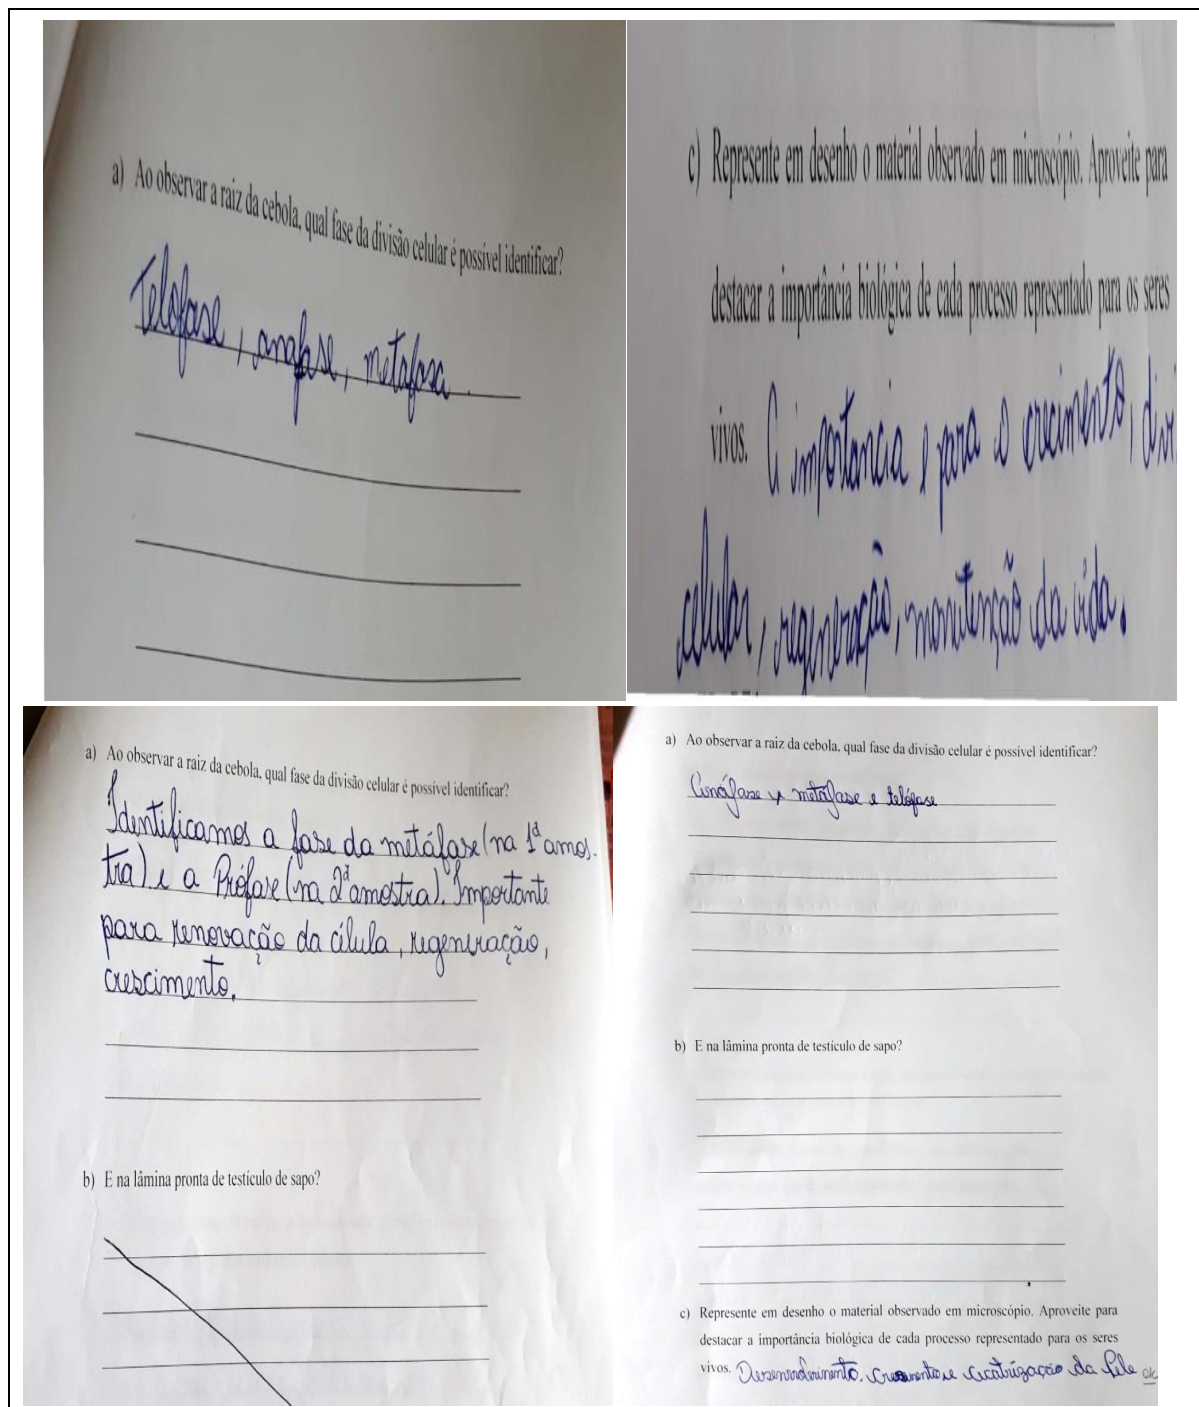 a) Ao observar a raiz da cebola, qual fase da divisão celular é possível identificar?
Telofase, anafase, metafasa.
c) Represente em desenho o material observado em microscópio. Aproveite para
destacar a importância biológica de cada processo representado para os seres
vivos. A importancia e para o crecimento, divi
celular, regeneração, manutenção da vida.
a) Ao observar a raiz da cebola, qual fase da divisão celular é possível identificar?
Identificamos a fase da metáfase (na 1ª amos-
tra) e a Prófase (na 2ª amostra). Importante
para renovação da célula, regeneração,
crescimento.
b) E na lâmina pronta de testículo de sapo?
a) Ao observar a raiz da cebola, qual fase da divisão celular é possível identificar?
Anáfase metáfase e telófase
b) E na lâmina pronta de testículo de sapo?
c) Represente em desenho o material observado em microscópio. Aproveite para
destacar a importância biológica de cada processo representado para os seres
vivos. Desenvolvimento, crescimento e cicatrização da Pele ok